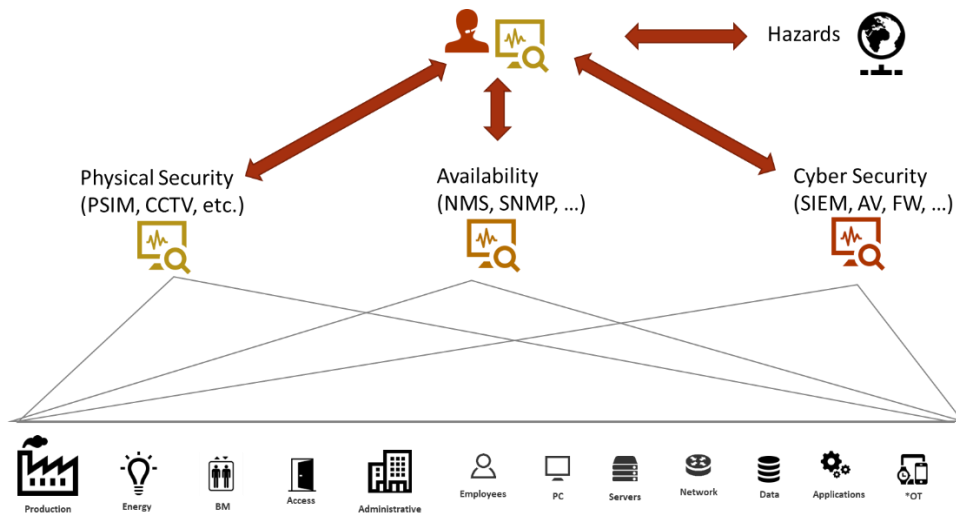 Hazards
Physical Security
(PSIM, CCTV, etc.)
Availability
(NMS, SNMP, ...)
Cyber Security
(SIEM, AV, FW, ...)
Production
Energy
BM
Access
Administrative
Employees
PC
Servers
Network
Data
Applications
*OT